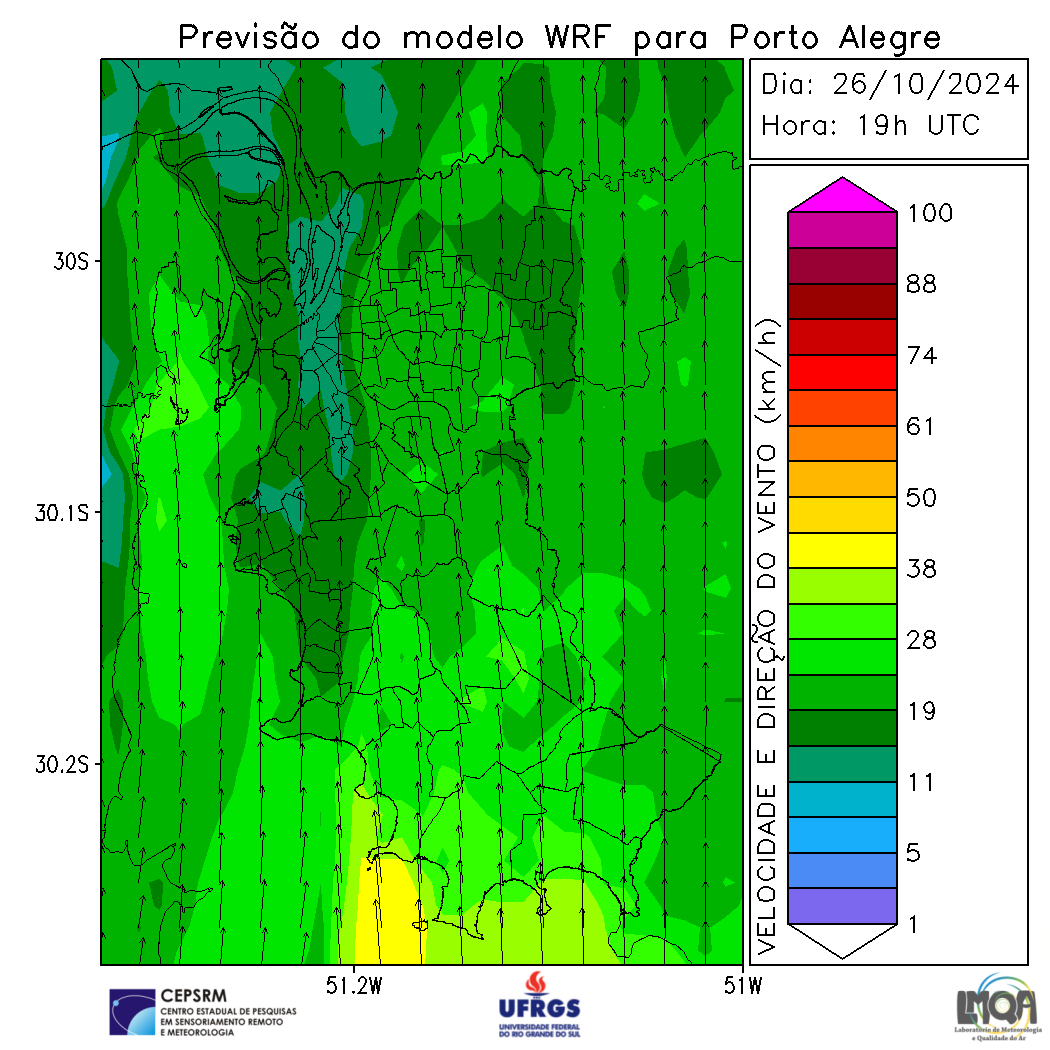 Previsão do modelo WRF para Porto Alegre
Dia: 26/10/2024
Hora: 19h UTC
30S
30.1S
30.2S
51.2W
51W
VELOCIDADE E DIREÇÃO DO VENTO (km/h)
100
88
74
61
50
38
28
19
11
5
1
CEPSRM
CENTRO ESTADUAL DE PESQUISAS
EM SENSORIAMENTO REMOTO
E METEOROLOGIA
UFRGS
UNIVERSIDADE FEDERAL
DO RIO GRANDE DO SUL
LMQA
Laboratório de Meteorologia
e Qualidade do Ar